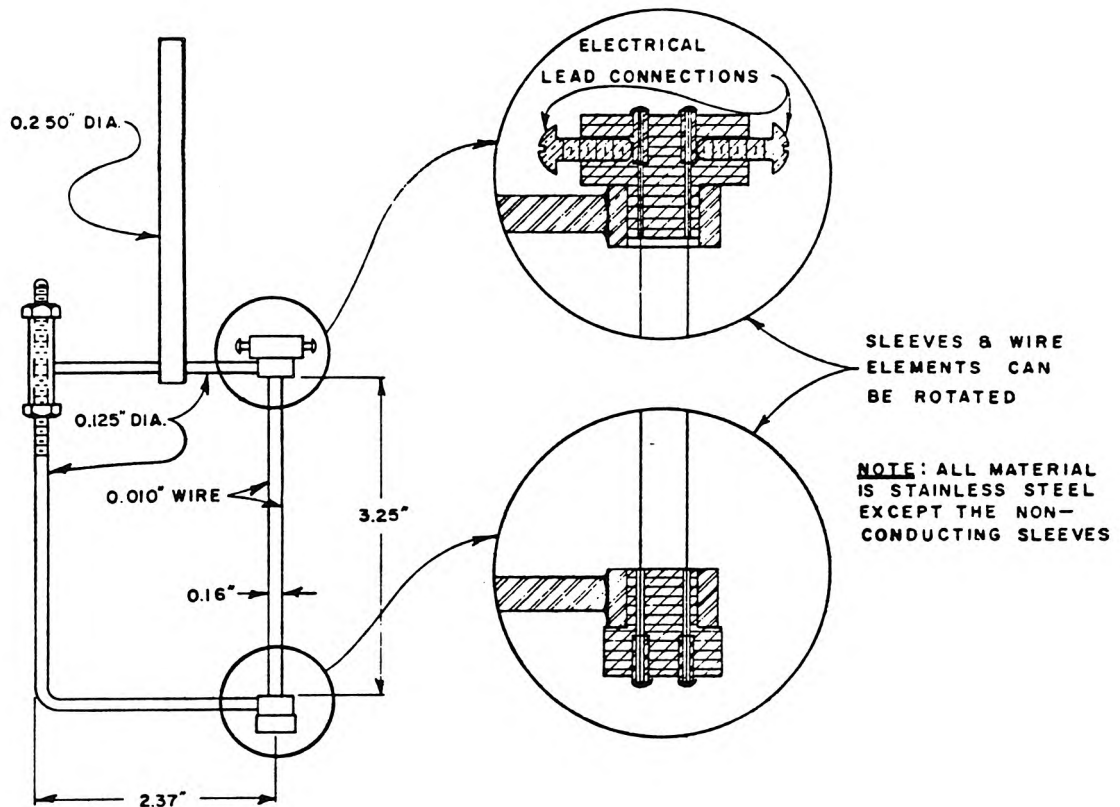 ELECTRICAL
LEAD CONNECTIONS
0.250" DIA.
SLEEVES & WIRE
ELEMENTS CAN
BE ROTATED
0.125" DIA.
NOTE: ALL MATERIAL
IS STAINLESS STEEL
EXCEPT THE NON-
CONDUCTING SLEEVES
0.010" WIRE
3.25"
0.16"
2.37"